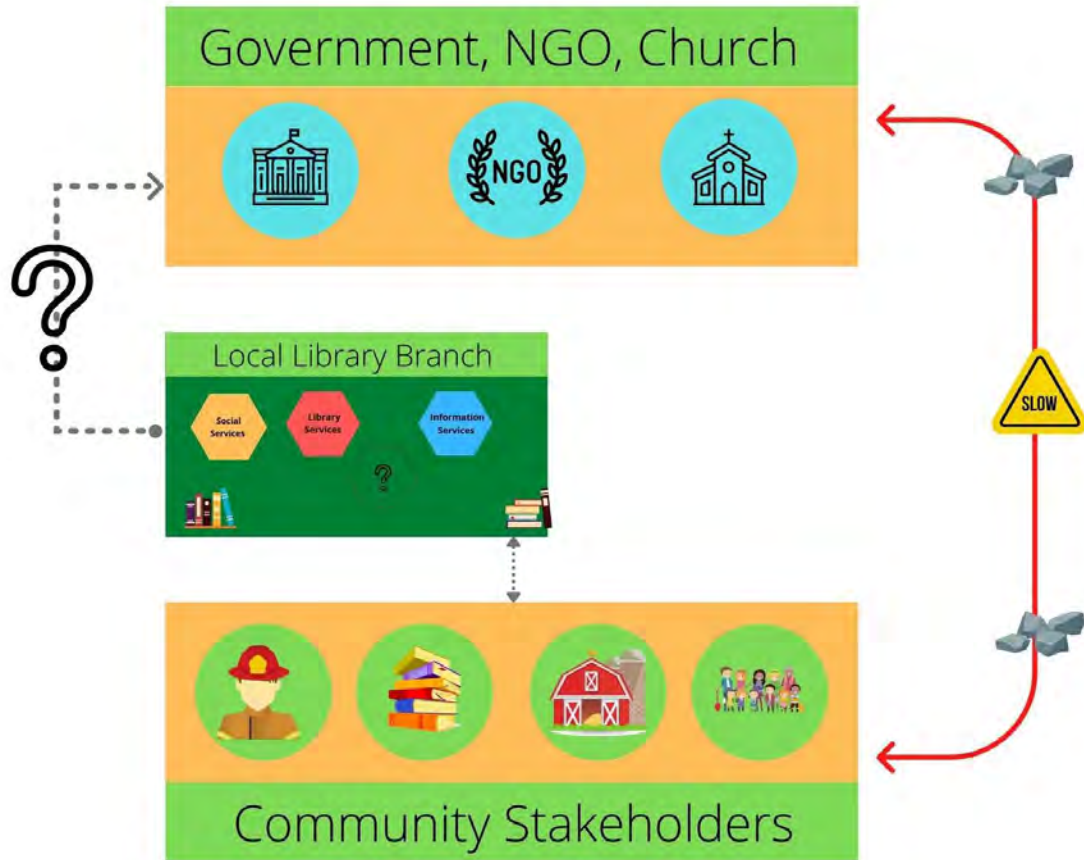 Government, NGO, Church
NGO
?
Local Library Branch
Social
Services
Library
Services
Information
Services
?
SLOW
Community Stakeholders